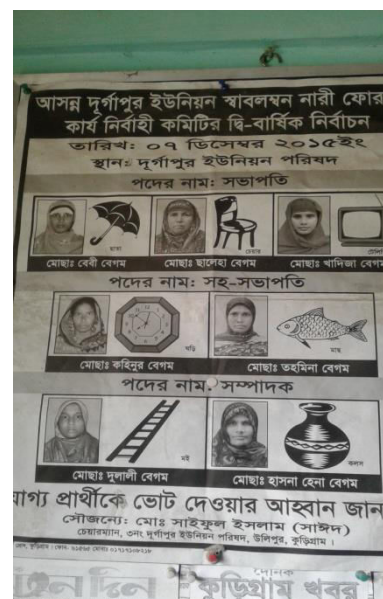 আসন্ন দূর্গাপুর ইউনিয়ন স্বাবলম্বন নারী ফোর
কার্য নির্বাহী কমিটির দ্বি-বার্ষিক নির্বাচন
তারিখ: ০৭ ডিসেম্বর ২০১৫ইং
স্থান: দূর্গাপুর ইউনিয়ন পরিষদ
পদের নাম: সভাপতি
ছাতা
চেয়ার
টেলি
মোছাঃ বেবী বেগম
মোছাঃ ছালেহা বেগম
মোছাঃ খাদিজা বেগম
পদের নাম: সহ-সভাপতি
ঘড়ি
মাছ
মোছাঃ কহিনুর বেগম
মোছাঃ তহমিনা বেগম
পদের নাম: সম্পাদক
মই
কলস
মোছাঃ দুলালী বেগম
মোছাঃ হাসনা হেনা বেগম
যাগ্য প্রার্থীকে ভোট দেওয়ার আহ্বান জান
সৌজন্যে: মোঃ সাইফুল ইসলাম (সাঈদ)
চেয়ারম্যান, ৩নং দুর্গাপুর ইউনিয়ন পরিষদ, উলিপুর, কুড়িগ্রাম ।
কুড়িগ্রাম
দৈনিক
কুড়িগ্রাম খবর